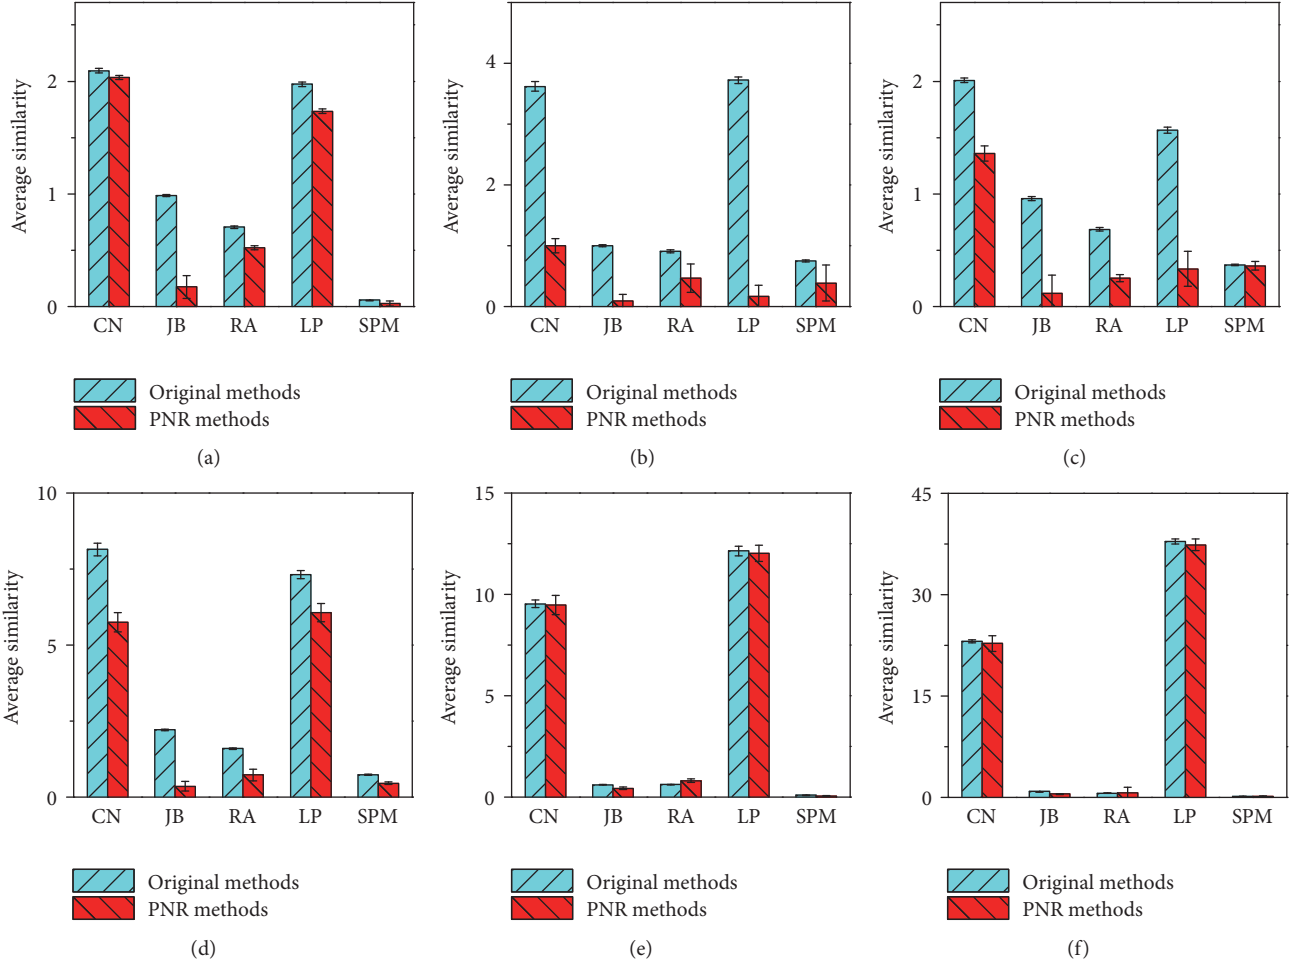 Average similarity
2
1
0
CN JB RA LP SPM
Original methods
PNR methods
(a)
Average similarity
4
2
0
CN JB RA LP SPM
Original methods
PNR methods
(b)
Average similarity
2
1
0
CN JB RA LP SPM
Original methods
PNR methods
(c)
Average similarity
10
5
0
CN JB RA LP SPM
Original methods
PNR methods
(d)
Average similarity
15
10
5
0
CN JB RA LP SPM
Original methods
PNR methods
(e)
Average similarity
45
30
15
0
CN JB RA LP SPM
Original methods
PNR methods
(f)